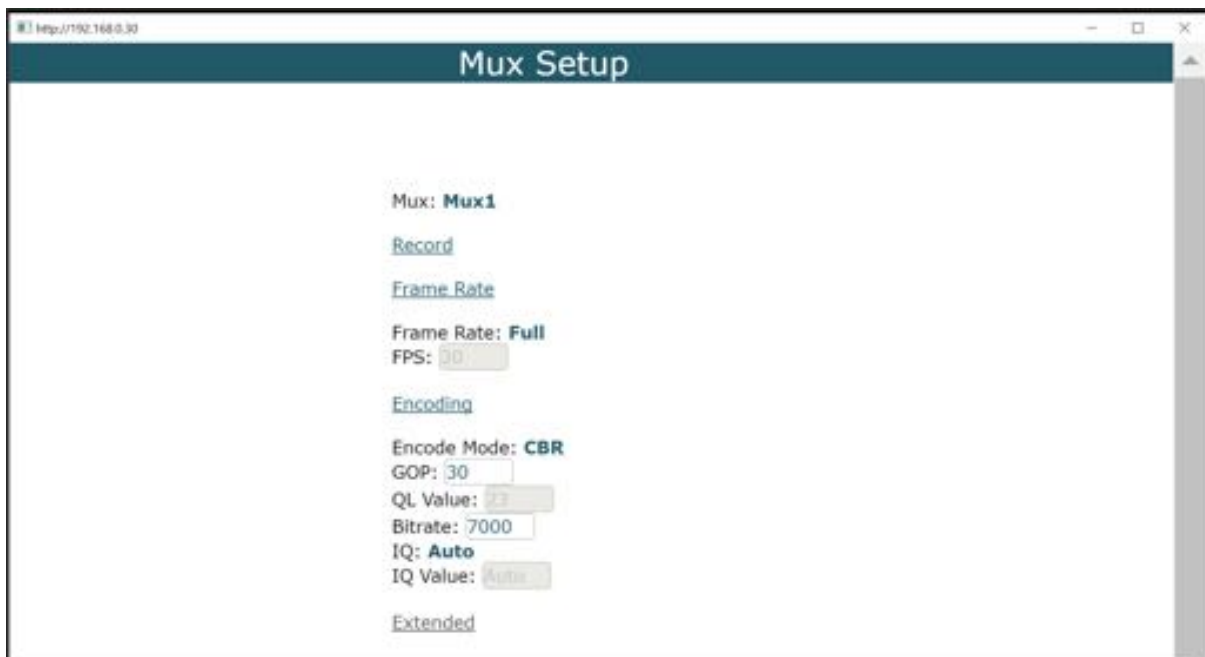 http://192.168.0.30
Mux Setup
Mux: Mux1
Record
Frame Rate
Frame Rate: Full
FPS: 30
Encoding
Encode Mode: CBR
GOP: 30
QL Value: 23
Bitrate: 7000
IQ: Auto
IQ Value: Auto
Extended